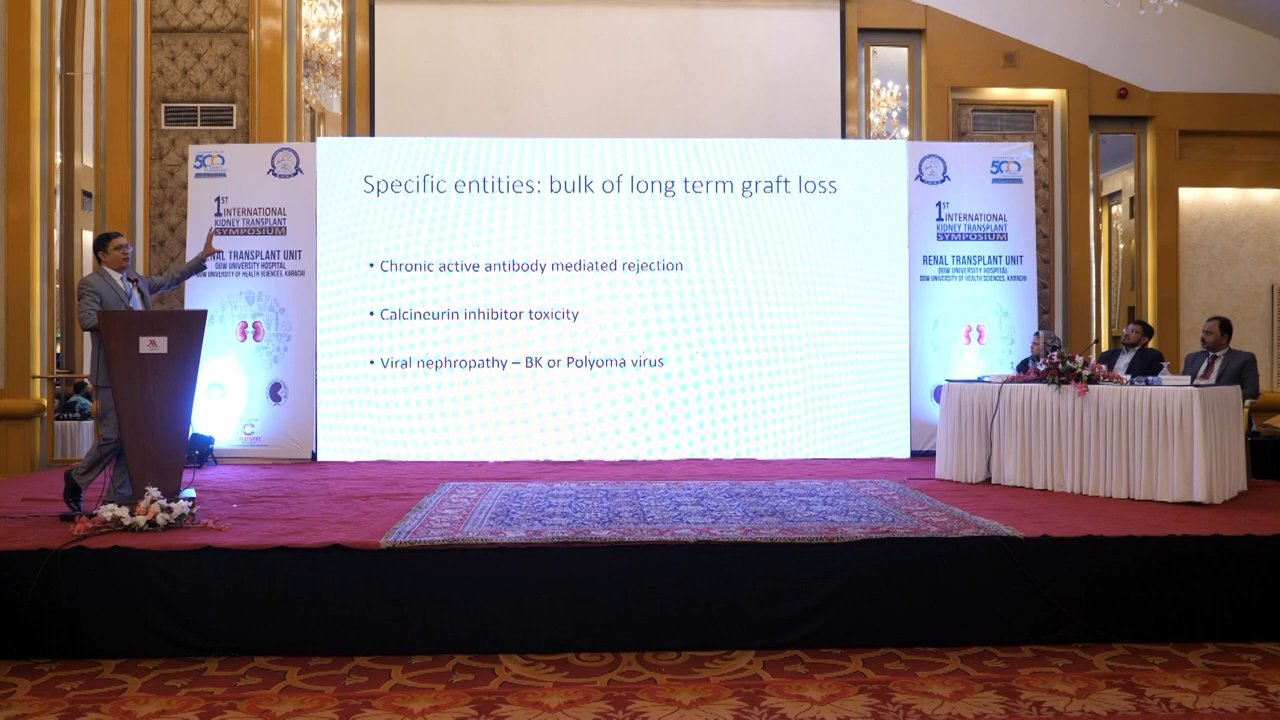 500
1ST
INTERNATIONAL
KIDNEY TRANSPLANT
SYMPOSIUM
RENAL TRANSPLANT UNIT
DOW UNIVERSITY HOSPITAL
DOW UNIVERSITY OF HEALTH SCIENCES, KARACHI
Specific entities: bulk of long term graft loss
• Chronic active antibody mediated rejection
• Calcineurin inhibitor toxicity
• Viral nephropathy – BK or Polyoma virus
500
1ST
INTERNATIONAL
KIDNEY TRANSPLANT
SYMPOSIUM
RENAL TRANSPLANT UNIT
DOW UNIVERSITY HOSPITAL
DOW UNIVERSITY OF HEALTH SCIENCES, KARACHI